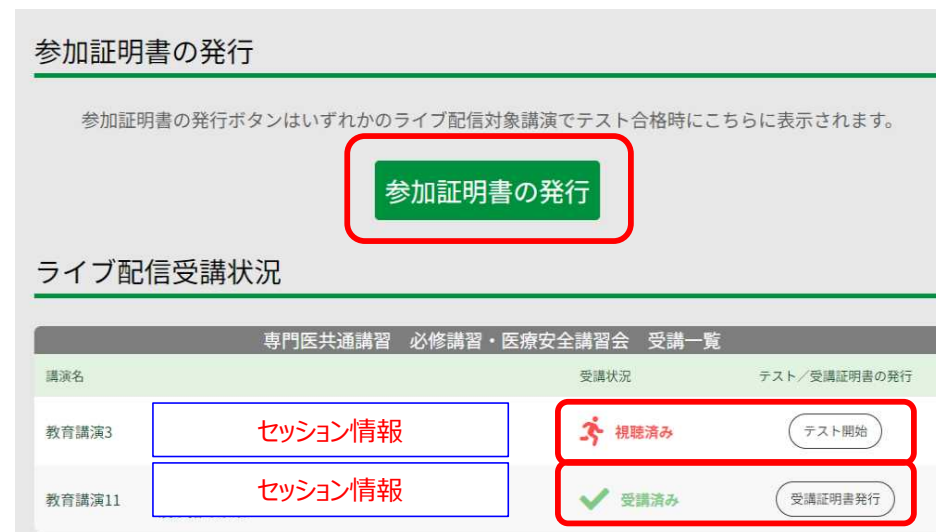 参加証明書の発行
参加証明書の発行ボタンはいずれかのライブ配信対象講演でテスト合格時にこちらに表示されます。
参加証明書の発行
ライブ配信受講状況
専門医共通講習 必修講習・医療安全講習会 受講一覧
講演名 受講状況 テスト／受講証明書の発行
教育講演3 セッション情報 視聴済み テスト開始
教育講演11 セッション情報 受講済み 受講証明書発行